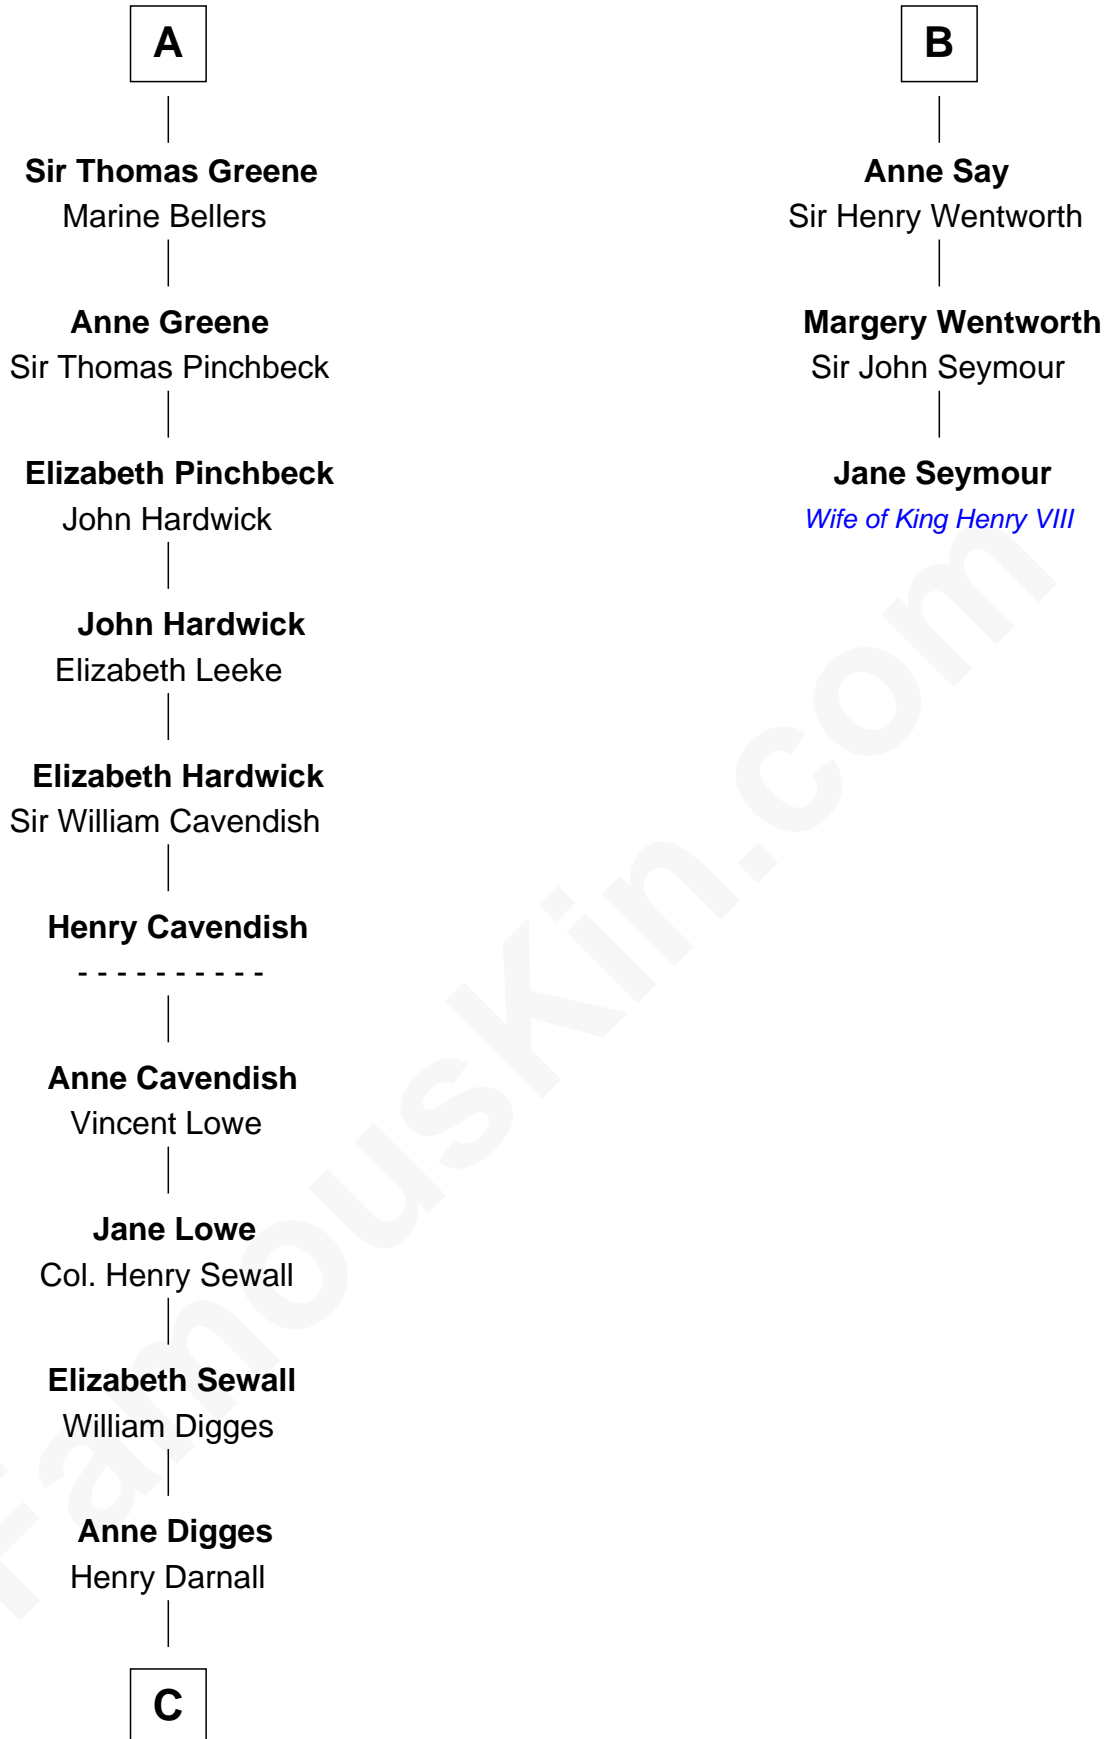 A
Sir Thomas Greene
Marine Bellers
Anne Greene
Sir Thomas Pinchbeck
Elizabeth Pinchbeck
John Hardwick
John Hardwick
Elizabeth Leeke
Elizabeth Hardwick
Sir William Cavendish
Henry Cavendish
- - - - - - - - - -
Anne Cavendish
Vincent Lowe
Jane Lowe
Col. Henry Sewall
Elizabeth Sewall
William Digges
Anne Digges
Henry Darnall
C
B
Anne Say
Sir Henry Wentworth
Margery Wentworth
Sir John Seymour
Jane Seymour
Wife of King Henry VIII
FamousKin.com